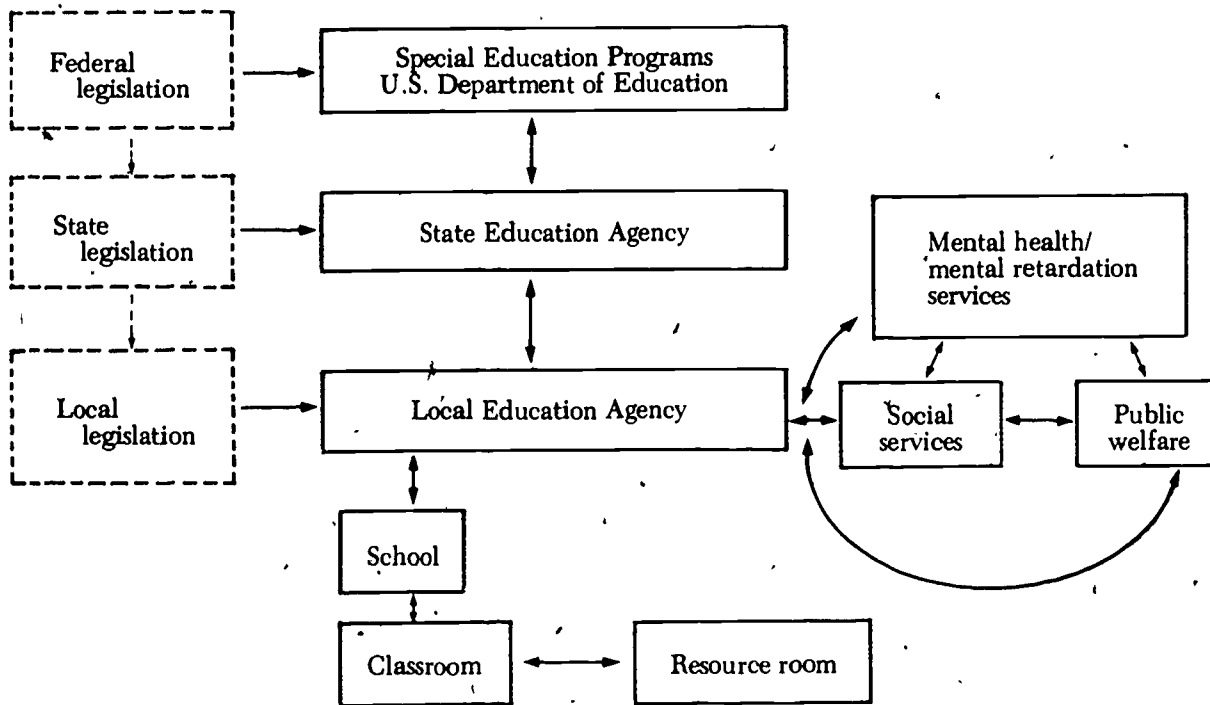 Federal
legislation
Special Education Programs
U.S. Department of Education
State
legislation
State Education Agency
Mental health/
mental retardation
services
Local
legislation
Local Education Agency
Social
services
Public
welfare
School
Classroom
Resource room